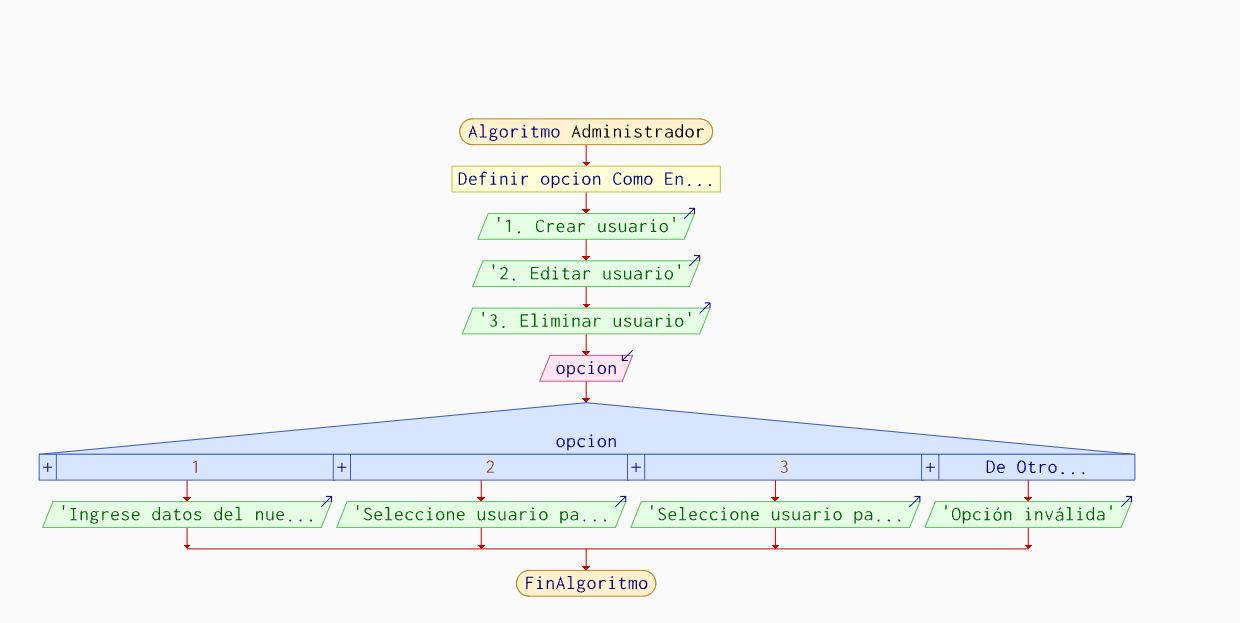 Algoritmo Administrador
Definir opcion Como En...
'1. Crear usuario'
'2. Editar usuario'
'3. Eliminar usuario'
opcion
opcion
+ 1 + 2 + 3 + De Otro...
'Ingrese datos del nue... 'Seleccione usuario pa... 'Seleccione usuario pa... 'Opción inválida'
FinAlgoritmo